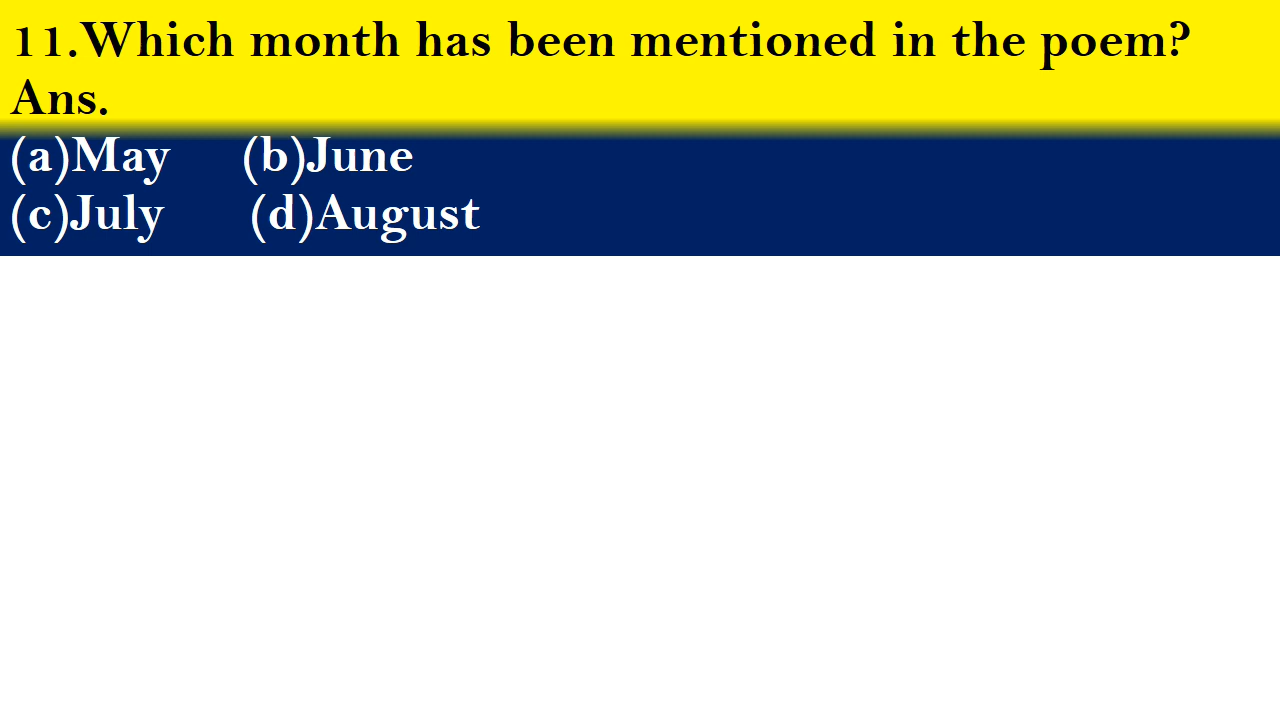 11.Which month has been mentioned in the poem?
Ans.
(a)May (b)June
(c)July (d)August